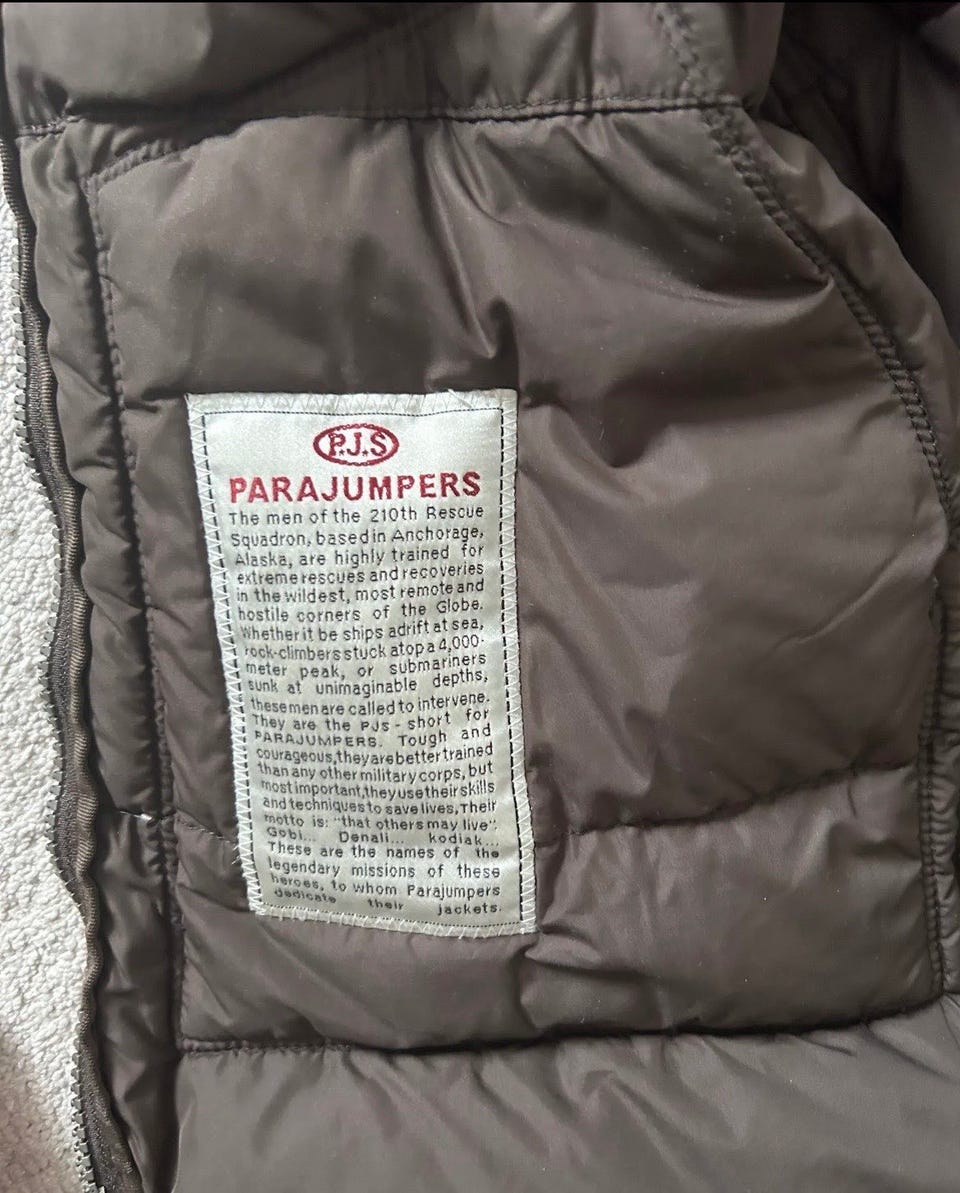 P.J.S
PARAJUMPERS
The men of the 210th Rescue
Squadron, based in Anchorage,
Alaska, are highly trained for
extreme rescues and recoveries
in the wildest, most remote and
hostile corners of the Globe.
Whether it be ships adrift at sea,
rock-climbers stuck atop a 4,000-
meter peak, or submariners
sunk at unimaginable depths,
these men are called to intervene.
They are the PJs - short for
PARAJUMPERS. Tough and
courageous, they are better trained
than any other military corps, but
most important, they use their skills
and techniques to save lives, Their
motto is: "that others may live".
Gobi... Denali... kodiak...
These are the names of the
legendary missions of these
heroes, to whom Parajumpers
dedicate their jackets.